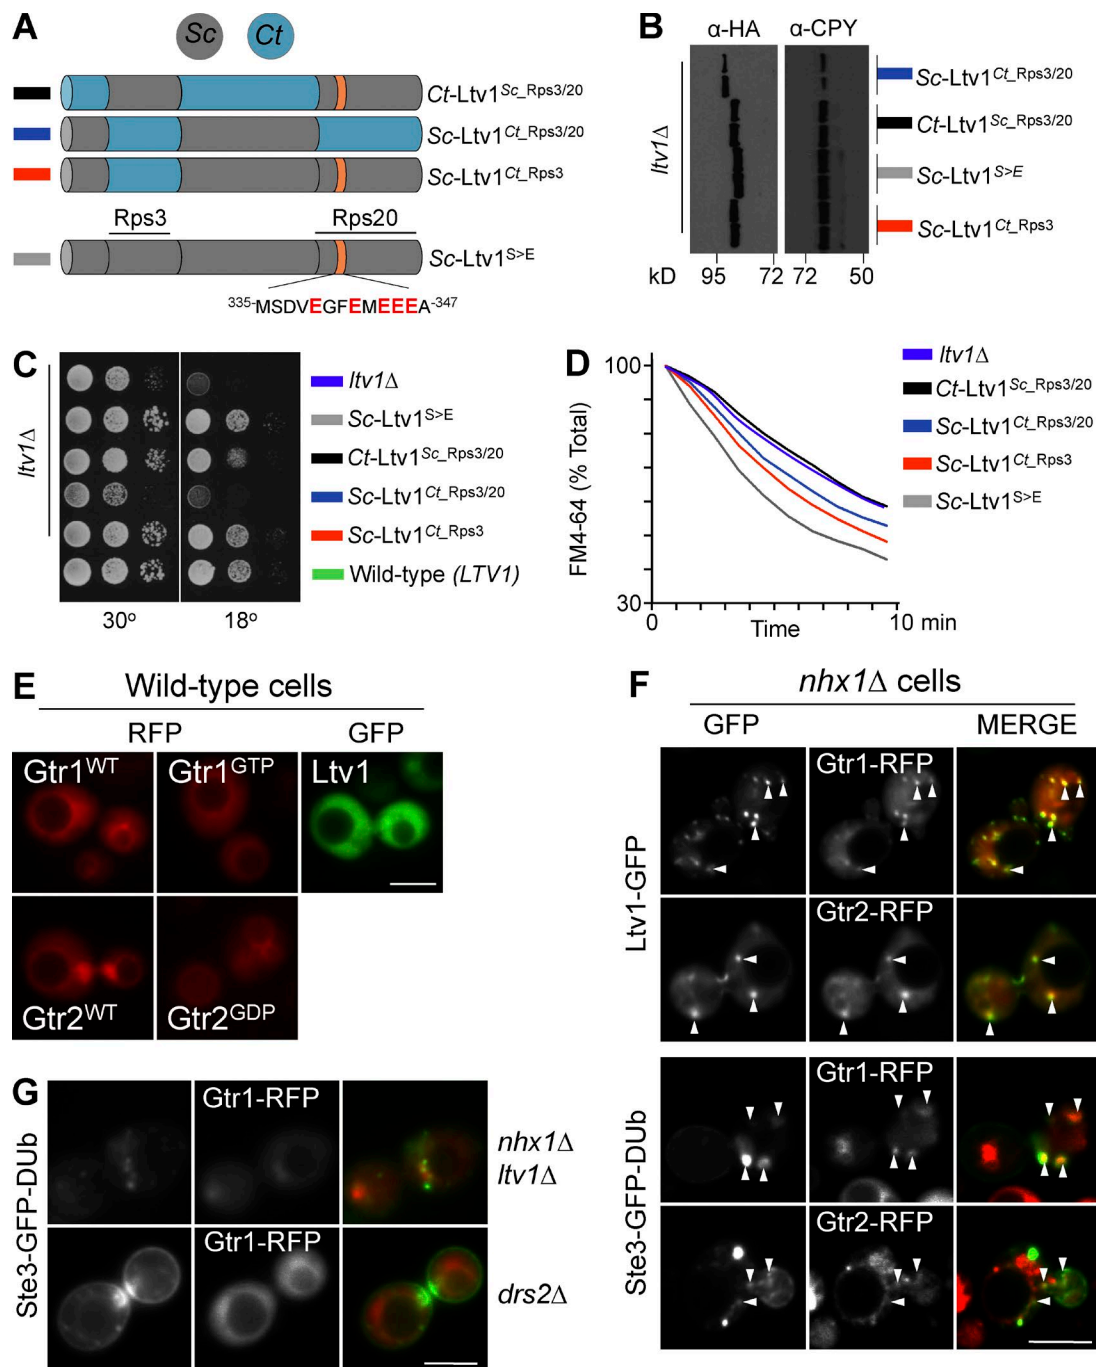 A
Sc
Ct
Ct-Ltv1Sc_Rps3/20
Sc-Ltv1Ct_Rps3/20
Sc-Ltv1Ct_Rps3
Rps3
Rps20
Sc-Ltv1S>E
335-MSDVEGFEMEEEA-347
B
α-HA
α-CPY
ltv1Δ
Sc-Ltv1Ct_Rps3/20
Ct-Ltv1Sc_Rps3/20
Sc-Ltv1S>E
Sc-Ltv1Ct_Rps3
kD
95
72
72
50
C
ltv1Δ
ltv1Δ
Sc-Ltv1S>E
Ct-Ltv1Sc_Rps3/20
Sc-Ltv1Ct_Rps3/20
Sc-Ltv1Ct_Rps3
Wild-type (LTV1)
30º
18º
D
100
FM4-64 (% Total)
30
0
Time
10 min
ltv1Δ
Ct-Ltv1Sc_Rps3/20
Sc-Ltv1Ct_Rps3/20
Sc-Ltv1Ct_Rps3
Sc-Ltv1S>E
E
Wild-type cells
RFP
GFP
Gtr1WT
Gtr1GTP
Ltv1
Gtr2WT
Gtr2GDP
F
nhx1Δ cells
GFP
MERGE
Ltv1-GFP
Gtr1-RFP
Gtr2-RFP
Ste3-GFP-DUb
Gtr1-RFP
Gtr2-RFP
G
Ste3-GFP-DUb
Gtr1-RFP
nhx1Δ
ltv1Δ
Gtr1-RFP
drs2Δ